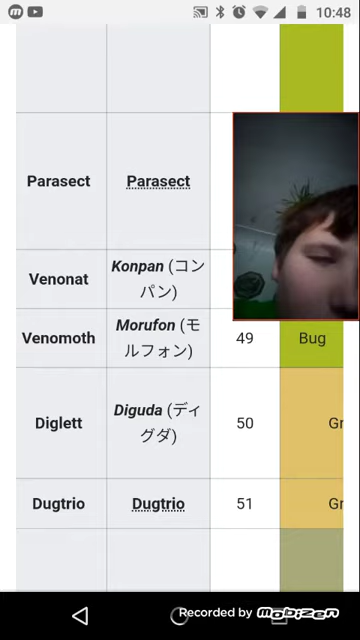 10:48
Parasect Parasect
Venonat Konpan (コン
パン)
Venomoth Morufon (モ
ルフォン) 49 Bug
Diglett Diguda (ディ
グダ) 50 Gr
Dugtrio Dugtrio 51 Gr
Recorded by mobizen